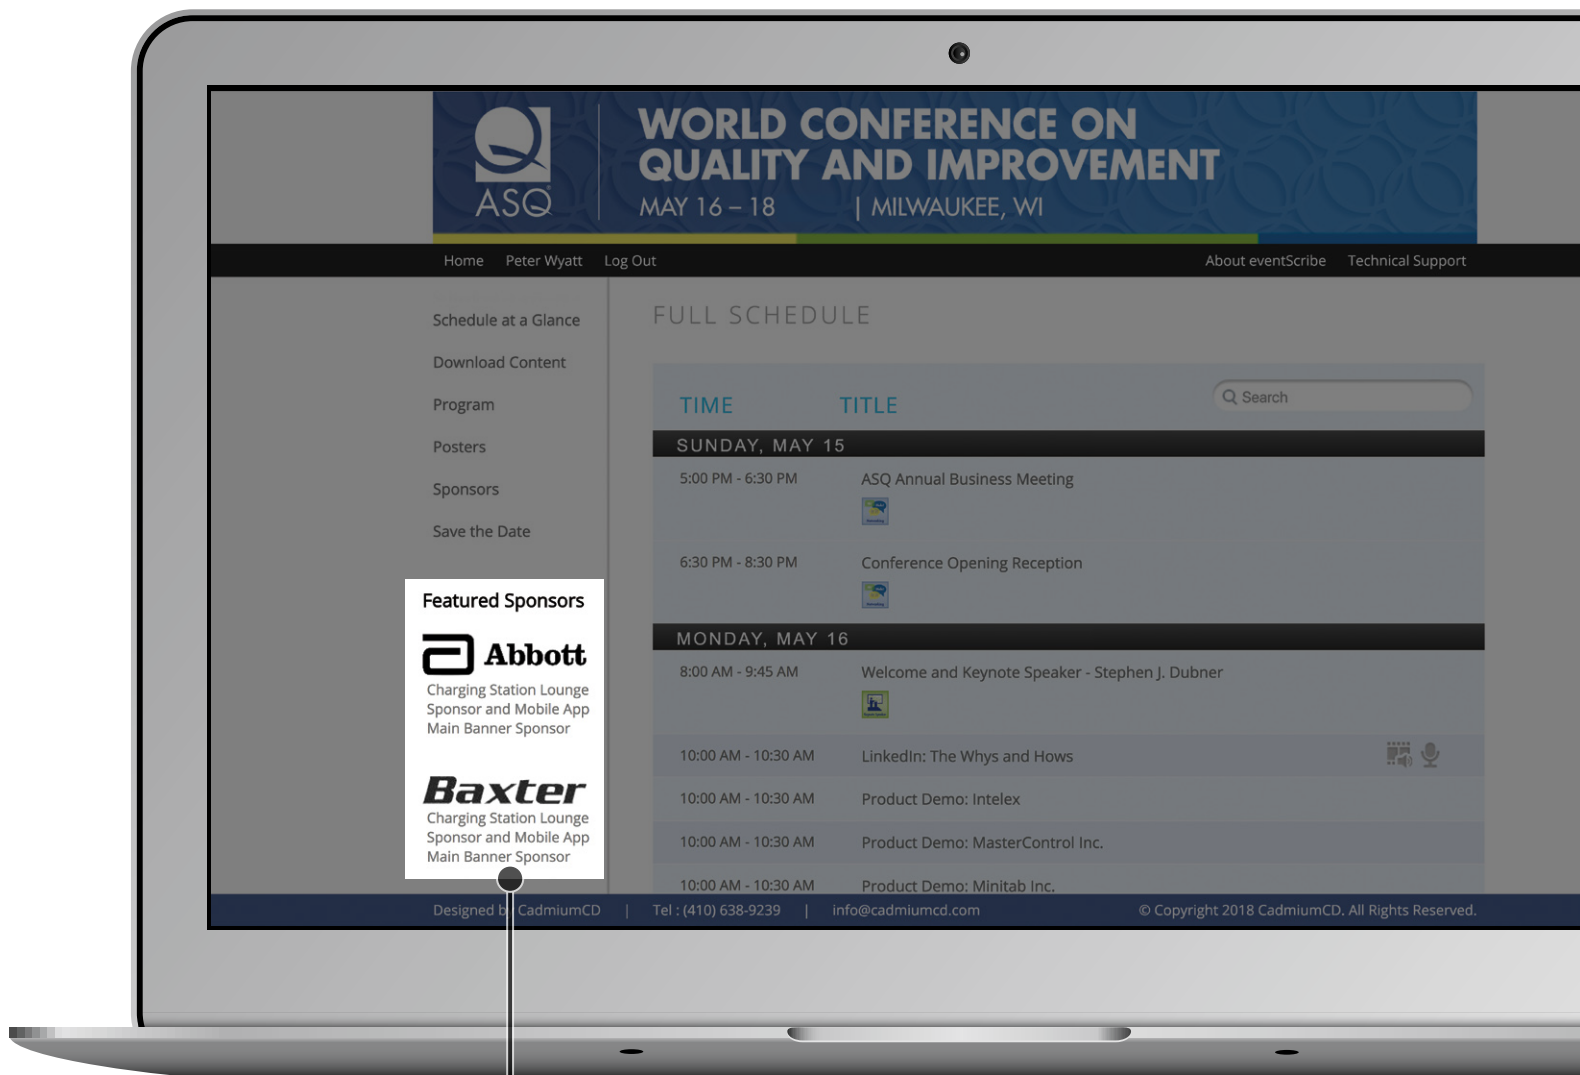 ASQ
WORLD CONFERENCE ON
QUALITY AND IMPROVEMENT
MAY 16 – 18 | MILWAUKEE, WI
Home Peter Wyatt Log Out About eventScribe Technical Support
Schedule at a Glance
Download Content
Program
Posters
Sponsors
Save the Date
Featured Sponsors
Abbott
Charging Station Lounge
Sponsor and Mobile App
Main Banner Sponsor
Baxter
Charging Station Lounge
Sponsor and Mobile App
Main Banner Sponsor
FULL SCHEDULE
TIME TITLE Search
SUNDAY, MAY 15
5:00 PM - 6:30 PM ASQ Annual Business Meeting
6:30 PM - 8:30 PM Conference Opening Reception
MONDAY, MAY 16
8:00 AM - 9:45 AM Welcome and Keynote Speaker - Stephen J. Dubner
10:00 AM - 10:30 AM LinkedIn: The Whys and Hows
10:00 AM - 10:30 AM Product Demo: Intelex
10:00 AM - 10:30 AM Product Demo: MasterControl Inc.
10:00 AM - 10:30 AM Product Demo: Minitab Inc.
Designed by CadmiumCD | Tel : (410) 638-9239 | info@cadmiumcd.com © Copyright 2018 CadmiumCD. All Rights Reserved.